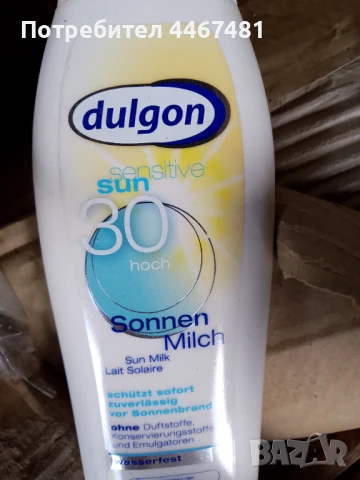 Потребител 4467481
dulgon
sensitive
sun
30
hoch
Sonnen
Milch
Sun Milk
Lait Solaire
schützt sofort
zuverlässig
vor Sonnenbrand
ohne Duftstoffe,
Konservierungsstoffe
und Emulgatoren
wasserfest
BAZAR